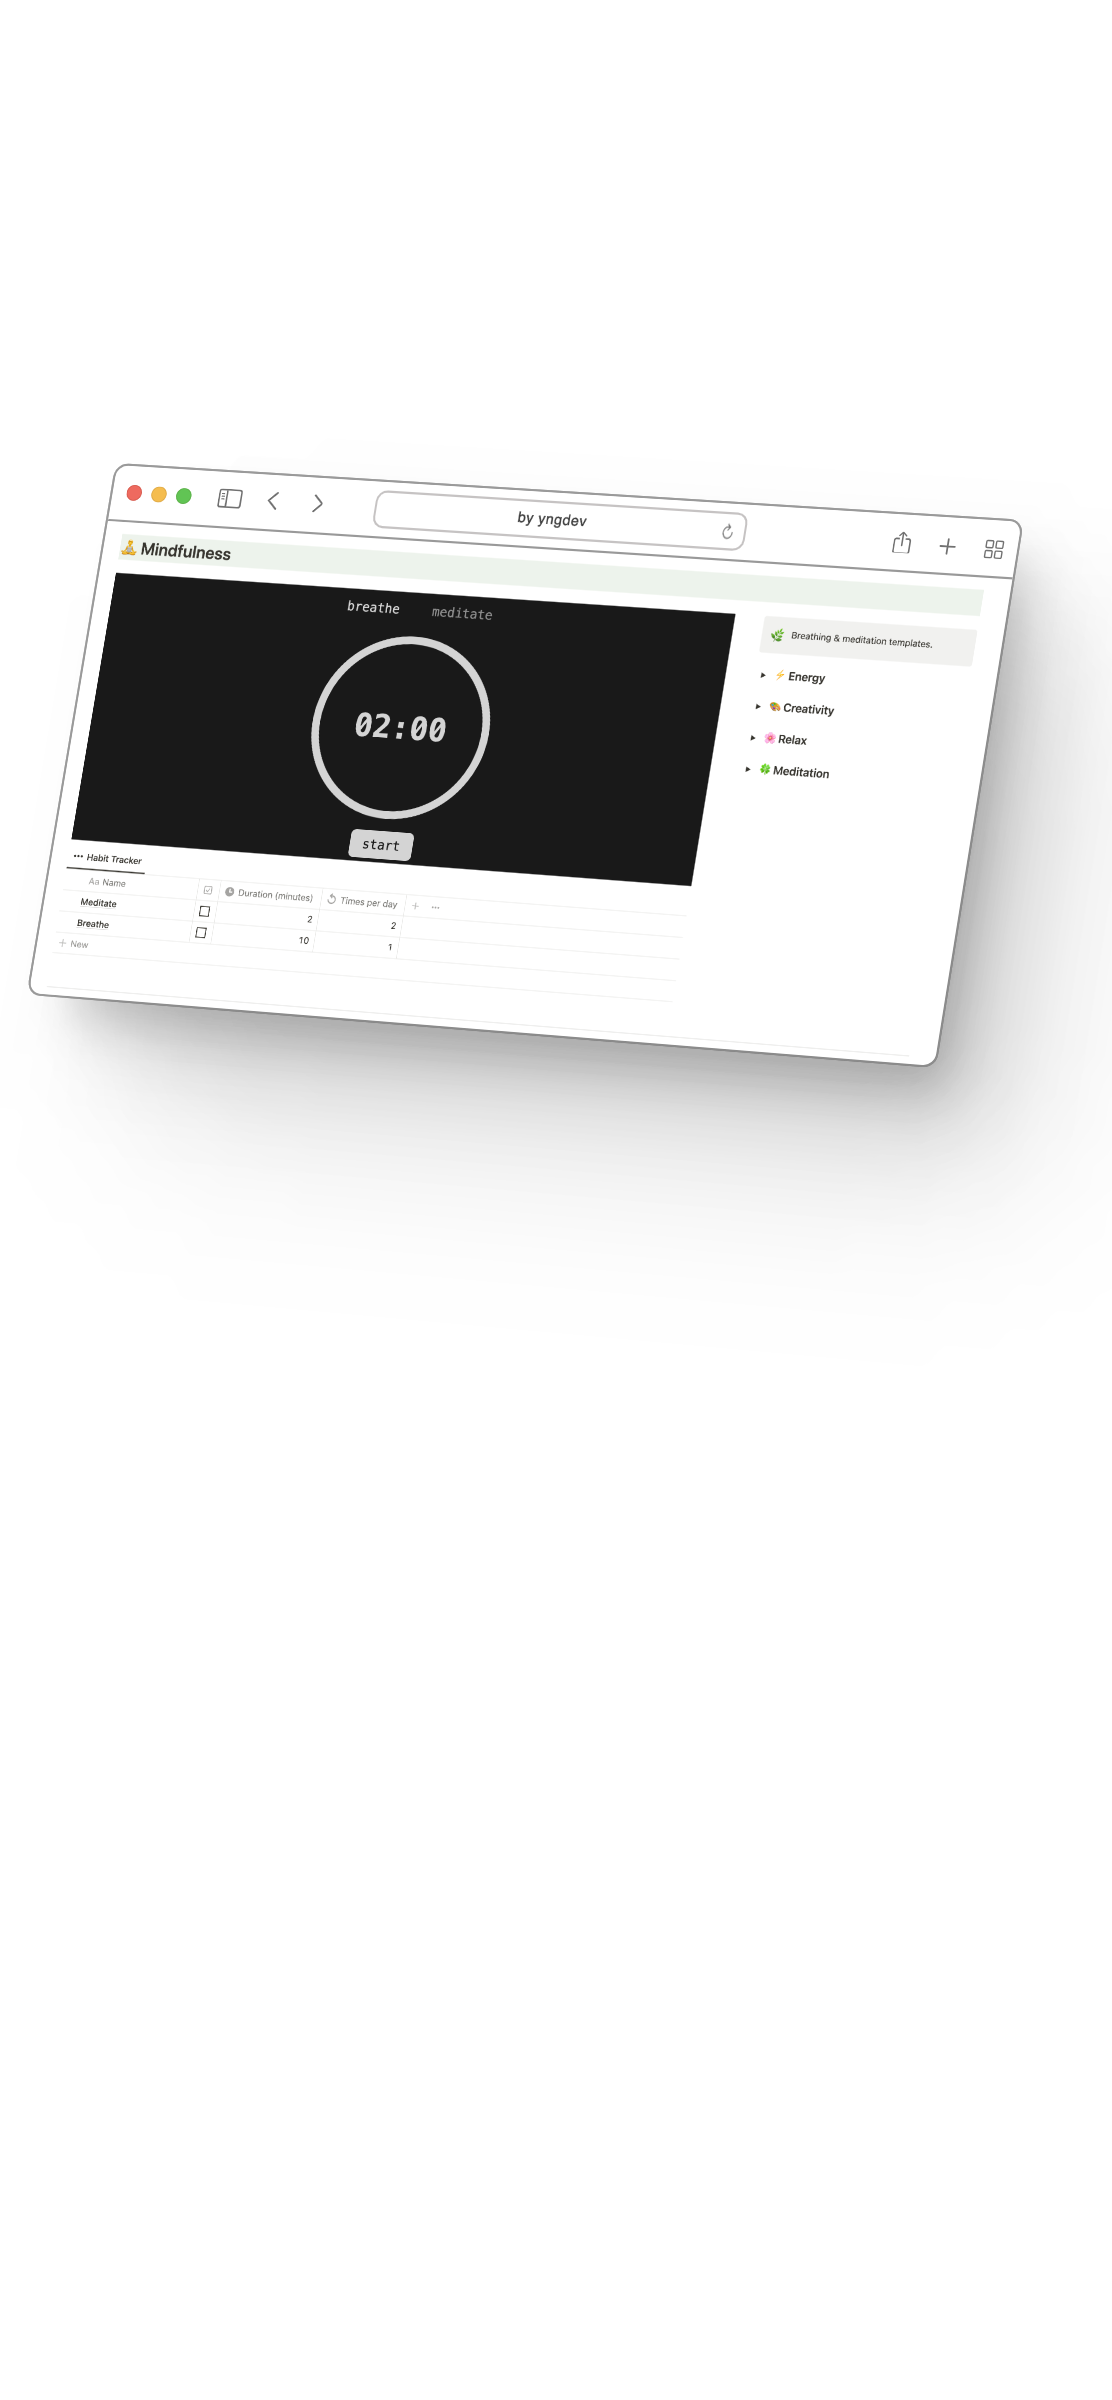 by yngdev
🧘 Mindfulness
breathe meditate
02:00
start
🌿 Breathing & meditation templates.
⚡ Energy
🎨 Creativity
🌸 Relax
🍀 Meditation
••• Habit Tracker
Aa Name Duration (minutes) Times per day + •••
Meditate 2 2
Breathe 10 1
+ New